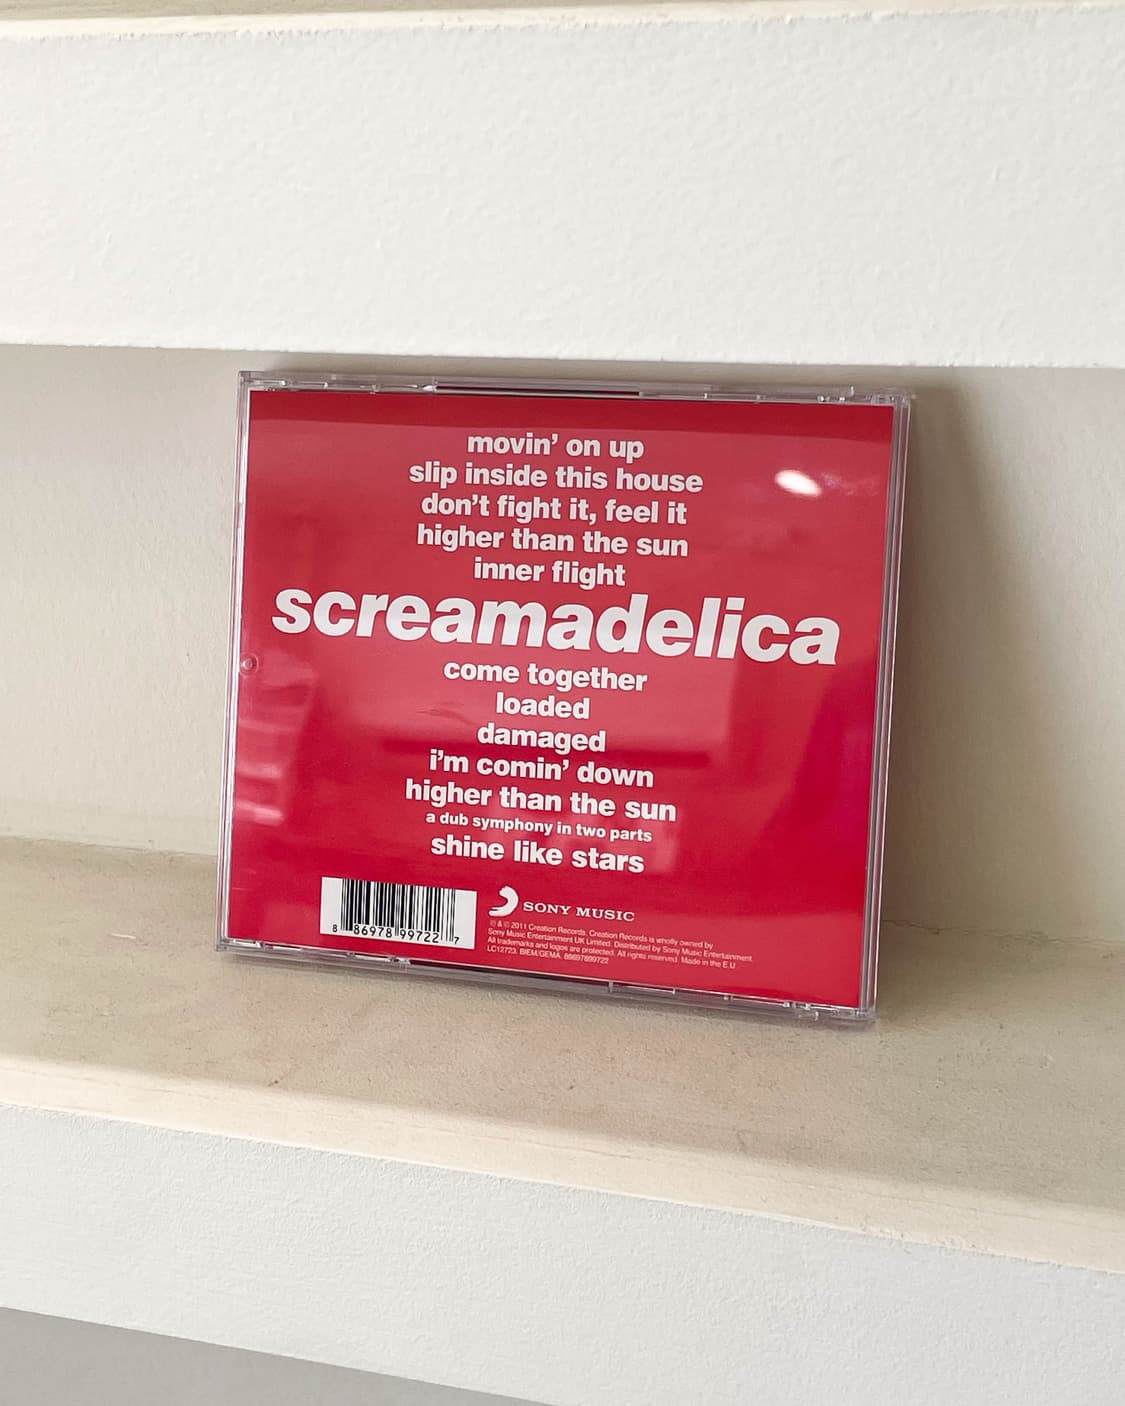 movin’ on up
slip inside this house
don’t fight it, feel it
higher than the sun
inner flight
screamadelica
come together
loaded
damaged
i’m comin’ down
higher than the sun
a dub symphony in two parts
shine like stars
8 86978 99722 7
SONY MUSIC
℗ & © 2011 Creation Records. Creation Records is wholly owned by
Sony Music Entertainment UK Limited. Distributed by Sony Music Entertainment.
All trademarks and logos are protected. All rights reserved. Made in the E.U.
LC12723. BIEM/GEMA. 88697899722